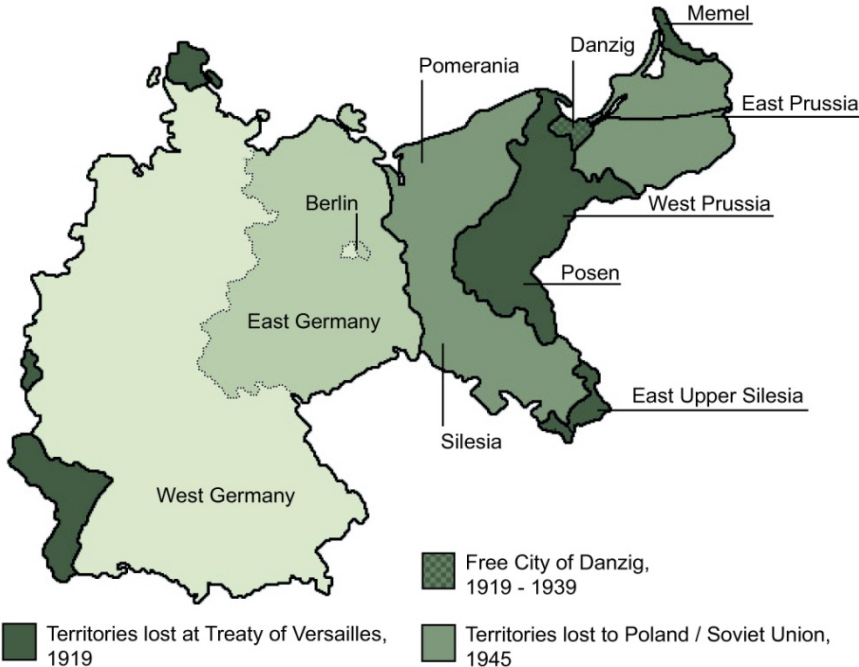 Memel
Danzig
Pomerania
East Prussia
Berlin
West Prussia
Posen
East Germany
East Upper Silesia
Silesia
West Germany
Free City of Danzig,
1919 - 1939
Territories lost at Treaty of Versailles,
1919
Territories lost to Poland / Soviet Union,
1945